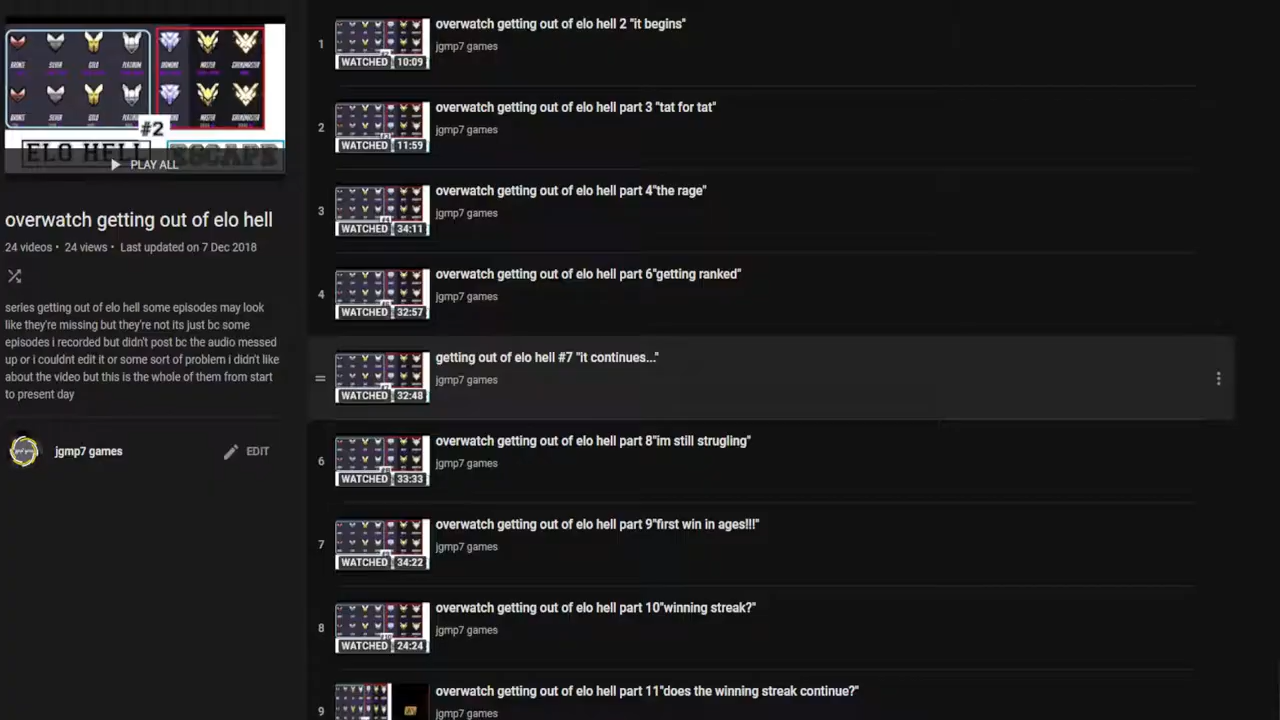 BRONZE SILVER GOLD PLATINUM DIAMOND MASTER GRANDMASTER
#2
ELO HELL ESCAPE
PLAY ALL
overwatch getting out of elo hell
24 videos • 24 views • Last updated on 7 Dec 2018
series getting out of elo hell some episodes may look
like they're missing but they're not its just bc some
episodes i recorded but didn't post bc the audio messed
up or i couldnt edit it or some sort of problem i didn't like
about the video but this is the whole of them from start
to present day
jgmp7 games
EDIT
1
WATCHED 10:09
overwatch getting out of elo hell 2 "it begins"
jgmp7 games
2
WATCHED 11:59
overwatch getting out of elo hell part 3 "tat for tat"
jgmp7 games
3
WATCHED 34:11
overwatch getting out of elo hell part 4"the rage"
jgmp7 games
4
WATCHED 32:57
overwatch getting out of elo hell part 6"getting ranked"
jgmp7 games
WATCHED 32:48
getting out of elo hell #7 "it continues..."
jgmp7 games
6
WATCHED 33:33
overwatch getting out of elo hell part 8"im still strugling"
jgmp7 games
7
WATCHED 34:22
overwatch getting out of elo hell part 9"first win in ages!!!"
jgmp7 games
8
WATCHED 24:24
overwatch getting out of elo hell part 10"winning streak?"
jgmp7 games
9
overwatch getting out of elo hell part 11"does the winning streak continue?"
jgmp7 games